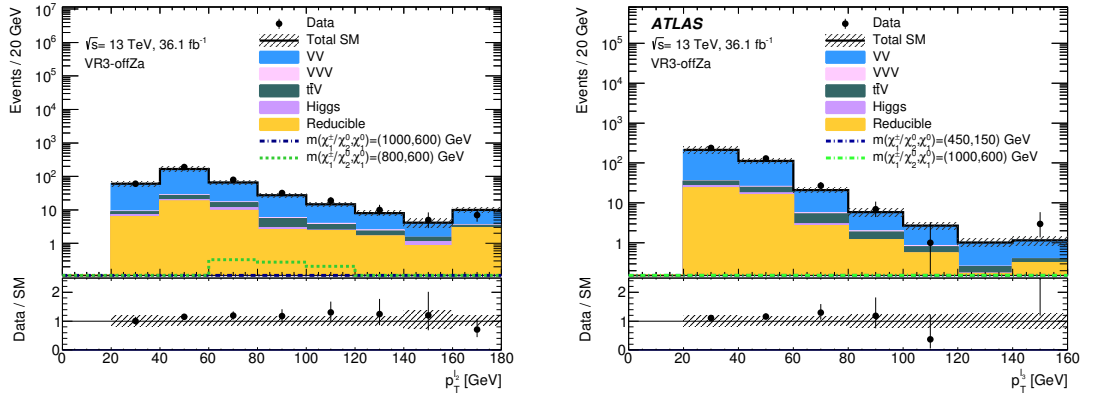 Events / 20 GeV
10⁷
10⁶
10⁵
10⁴
10³
10²
10
1
√s= 13 TeV, 36.1 fb⁻¹
VR3-offZa
Data
Total SM
VV
VVV
tt̄V
Higgs
Reducible
m(χ̃₁±/χ̃₂⁰,χ̃₁⁰)=(1000,600) GeV
m(χ̃₁±/χ̃₂⁰,χ̃₁⁰)=(800,600) GeV
Data / SM
2
1
0
0 20 40 60 80 100 120 140 160 180
p_T^l₂ [GeV]
Events / 20 GeV
10⁵
10⁴
10³
10²
10
1
ATLAS
√s= 13 TeV, 36.1 fb⁻¹
VR3-offZa
Data
Total SM
VV
VVV
tt̄V
Higgs
Reducible
m(χ̃₁±/χ̃₂⁰,χ̃₁⁰)=(450,150) GeV
m(χ̃₁±/χ̃₂⁰,χ̃₁⁰)=(1000,600) GeV
Data / SM
2
1
0
0 20 40 60 80 100 120 140 160
p_T^l₃ [GeV]